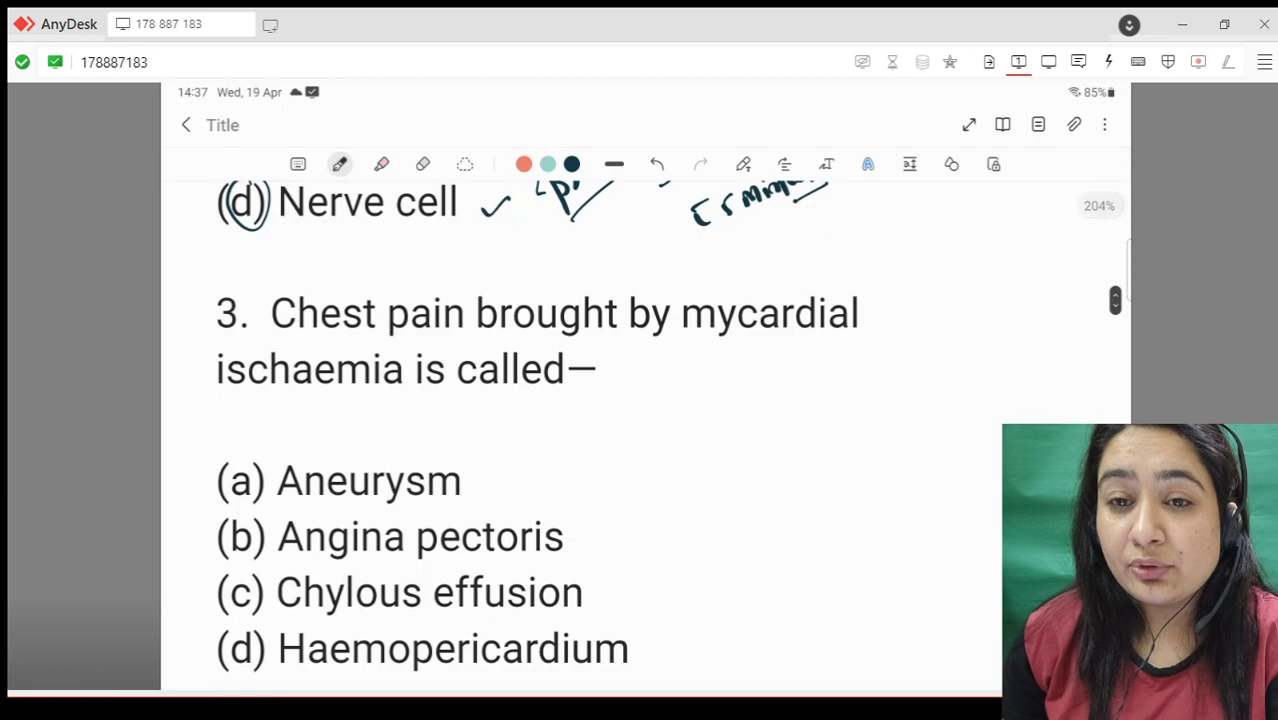 AnyDesk
178 887 183
178887183
1
14:37 Wed, 19 Apr
85%
Title
204%
(d) Nerve cell
3. Chest pain brought by mycardial
ischaemia is called—
(a) Aneurysm
(b) Angina pectoris
(c) Chylous effusion
(d) Haemopericardium